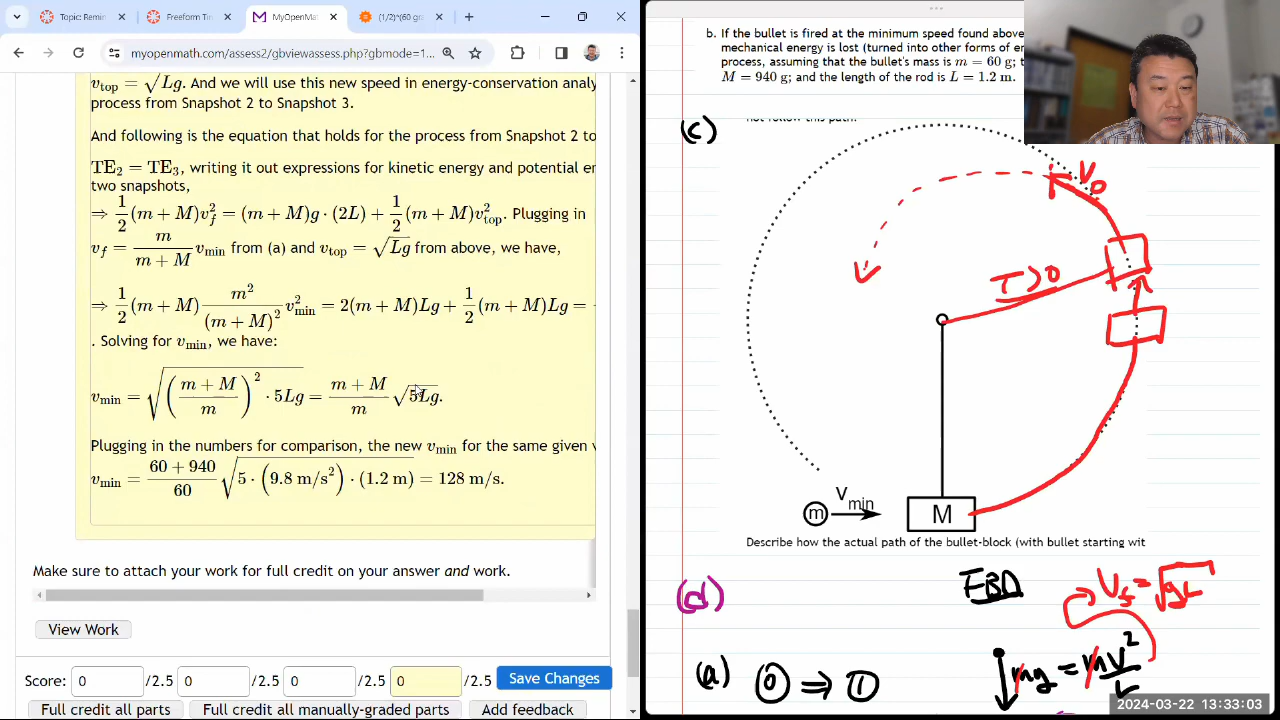 Topic Remin
Freeform Tir
MyOpenMat
(1/2)*(60 gr
myopenmath.com/assess2/gbviewassess.php?gbmode=1...
v_top = √Lg. And we will use this new speed in energy-conservation analy
process from Snapshot 2 to Snapshot 3.
And following is the equation that holds for the process from Snapshot 2 to
TE₂ = TE₃, writing it out expressions for kinetic energy and potential en
two snapshots,
⇒ 1/2 (m + M)v_f² = (m + M)g · (2L) + 1/2 (m + M)v_top². Plugging in
v_f = m/(m + M) v_min from (a) and v_top = √Lg from above, we have,
⇒ 1/2 (m + M) m²/(m + M)² v_min² = 2(m + M)Lg + 1/2 (m + M)Lg =
. Solving for v_min, we have:
v_min = √(((m + M)/m)² · 5Lg) = (m + M)/m √5Lg.
Plugging in the numbers for comparison, the new v_min for the same given v
v_min = (60 + 940)/60 √(5 · (9.8 m/s²) · (1.2 m)) = 128 m/s.
Make sure to attach your work for full credit on your answer and work.
View Work
Score: 0 /2.5 0 /2.5 0 /2.5 0 /2.5 Save Changes
Full credit all parts Full credit all manually-graded parts Add feedback
b. If the bullet is fired at the minimum speed found above
mechanical energy is lost (turned into other forms of en
process, assuming that the bullet's mass is m = 60 g; t
M = 940 g; and the length of the rod is L = 1.2 m.
not follow this path.
(c)
V₀
T>0
V_min
m
M
Describe how the actual path of the bullet-block (with bullet starting wit
(d)
FBD
V_f = √gL
mg = mv²/L
(a) ⓪ ⇒ ①
2024-03-22 13:33:03